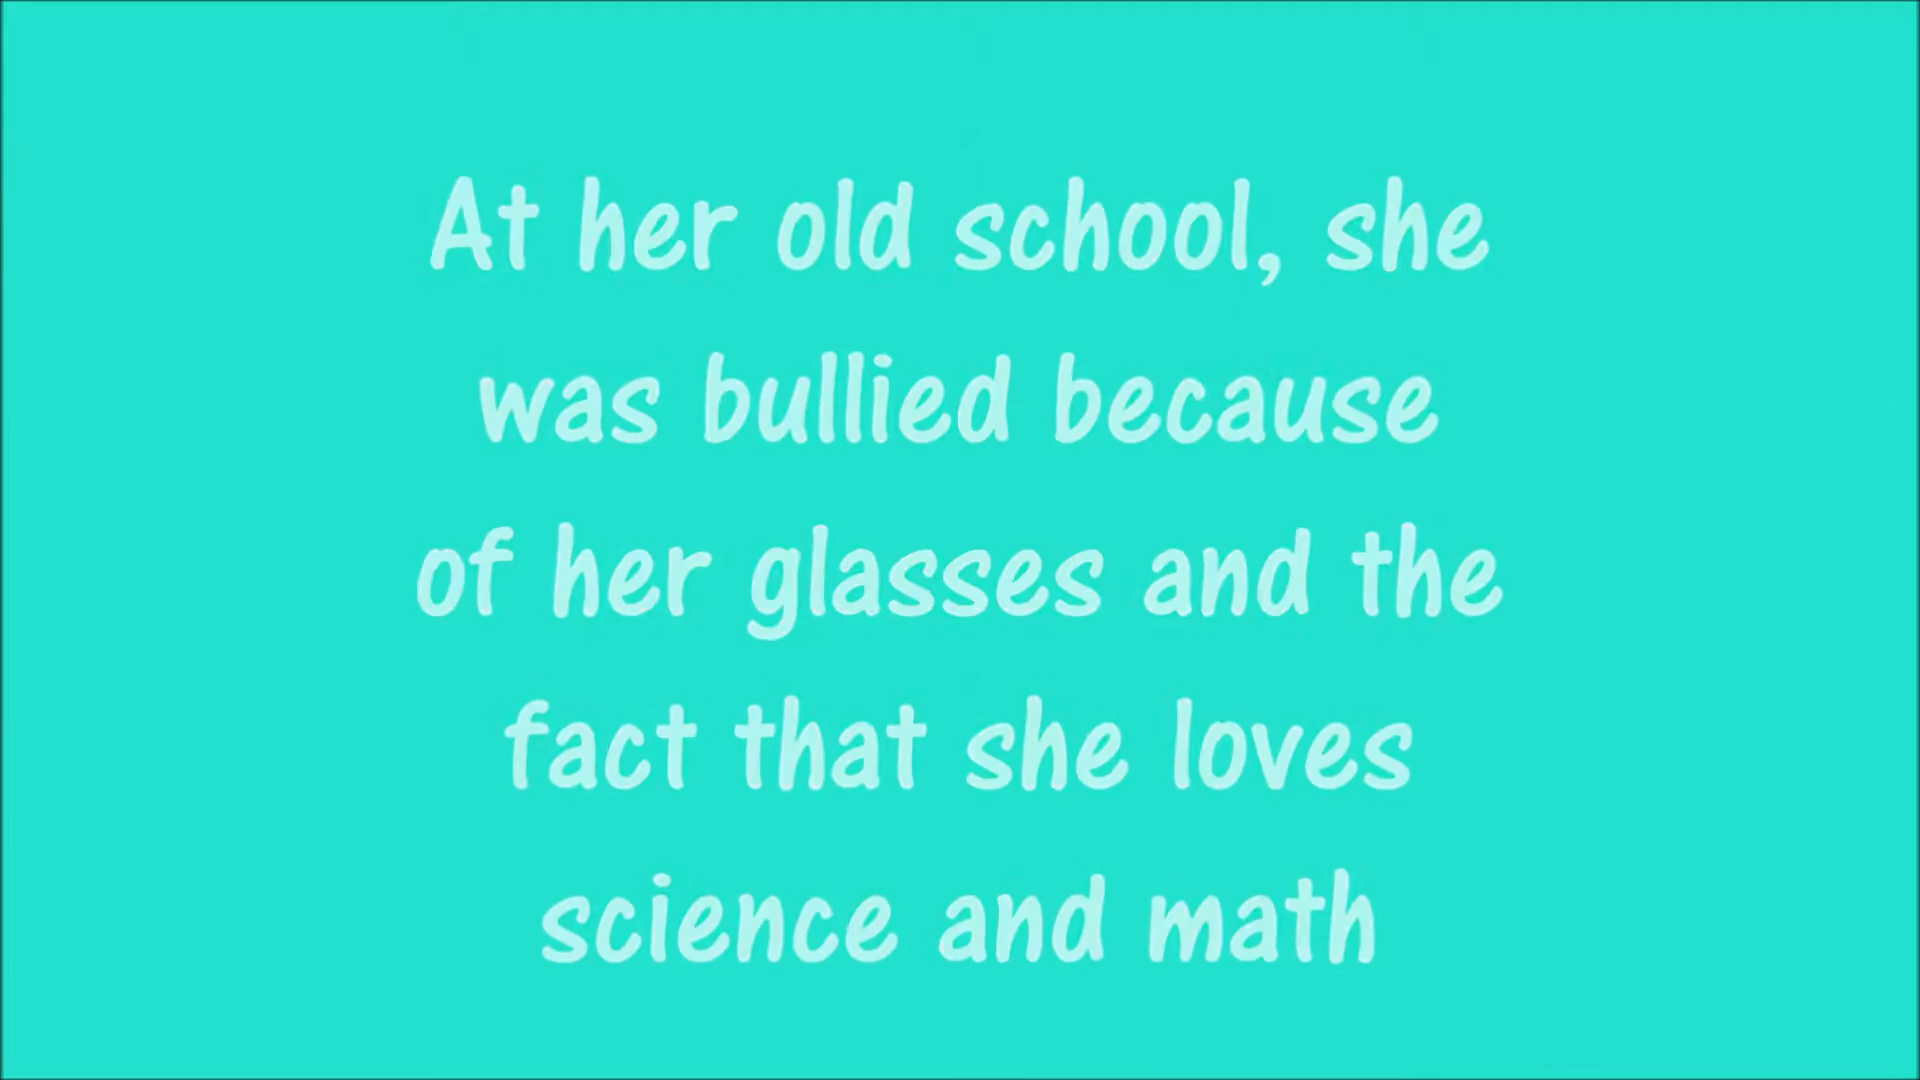 At her old school, she
was bullied because
of her glasses and the
fact that she loves
science and math